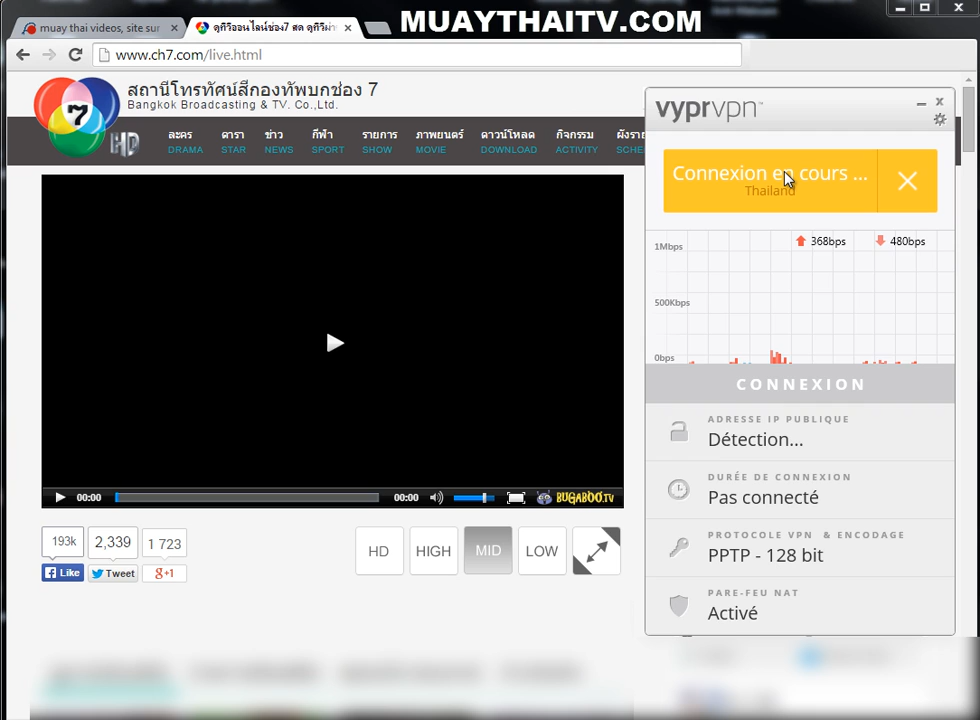 MUAYTHAITV.COM
muay thai videos, site sur
www.ch7.com/live.html
สถานีโทรทัศน์สีกองทัพบกช่อง 7
Bangkok Broadcasting & TV. Co.,Ltd.
7
HD
ละคร ดารา ข่าว กีฬา รายการ ภาพยนตร์ ดาวน์โหลด กิจกรรม
DRAMA STAR NEWS SPORT SHOW MOVIE DOWNLOAD ACTIVITY SCHE
vyprvpn™
Connexion en cours ...
Thailand
1Mbps
368bps 480bps
500Kbps
0bps
CONNEXION
ADRESSE IP PUBLIQUE
Détection...
DURÉE DE CONNEXION
Pas connecté
PROTOCOLE VPN & ENCODAGE
PPTP - 128 bit
PARE-FEU NAT
Activé
00:00 00:00 BUGABOO.TV
193k 2,339 1 723
Like Tweet g+1
HD HIGH MID LOW